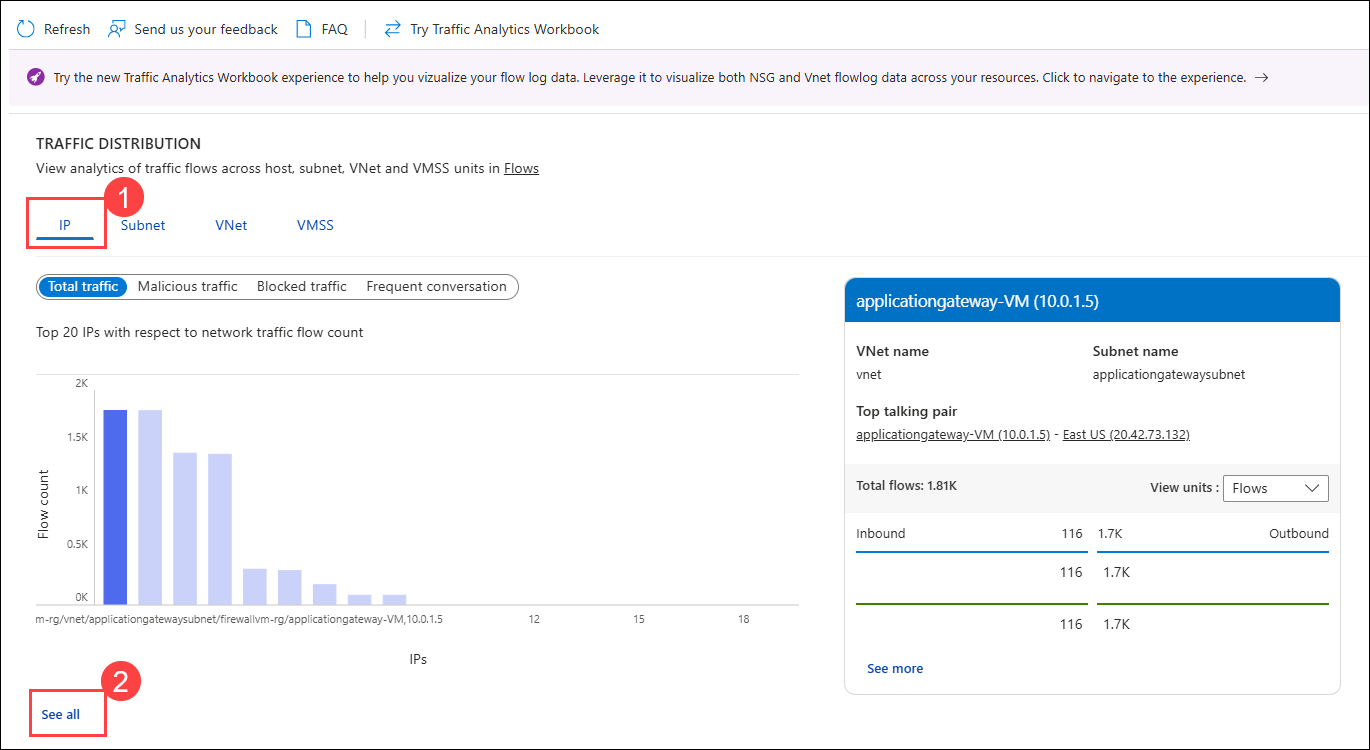 Refresh Send us your feedback FAQ Try Traffic Analytics Workbook
Try the new Traffic Analytics Workbook experience to help you vizualize your flow log data. Leverage it to visualize both NSG and Vnet flowlog data across your resources. Click to navigate to the experience. →
TRAFFIC DISTRIBUTION
View analytics of traffic flows across host, subnet, VNet and VMSS units in Flows
1
IP Subnet VNet VMSS
Total traffic Malicious traffic Blocked traffic Frequent conversation
Top 20 IPs with respect to network traffic flow count
2K
1.5K
1K
0.5K
0K
Flow count
m-rg/vnet/applicationgatewaysubnet/firewallvm-rg/applicationgateway-VM,10.0.1.5 12 15 18
IPs
2
See all
applicationgateway-VM (10.0.1.5)
VNet name Subnet name
vnet applicationgatewaysubnet
Top talking pair
applicationgateway-VM (10.0.1.5) - East US (20.42.73.132)
Total flows: 1.81K View units : Flows
Inbound 116 1.7K Outbound
116 1.7K
116 1.7K
See more